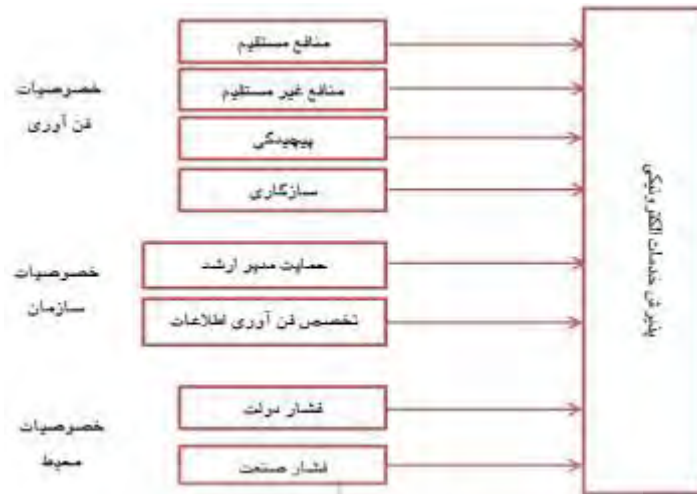 منافع مستقیم
منافع غیر مستقیم
پیچیدگی
سازگاری
خصوصیات
فن آوری
حمایت مدیر ارشد
تخصص فن آوری اطلاعات
خصوصیات
سازمان
فشار دولت
فشار صنعت
خصوصیات
محیط
پذیرش خدمات الکترونیکی